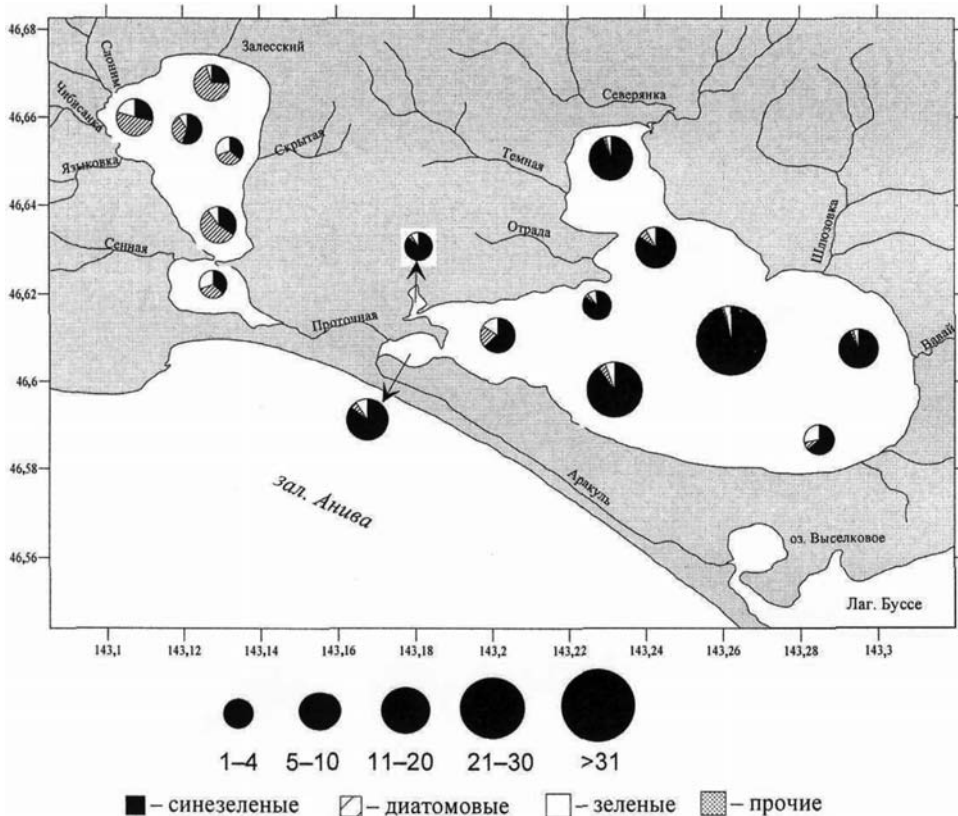 46,68
46,66
46,64
46,62
46,6
46,58
46,56
Слоним
Залесский
Чибисанка
Языковка
Скрытая
Сенная
Северянка
Темная
Отрала
Шлюзовка
Проточная
Вавай
зал. Анива
Аракуль
оз. Выселковое
Лаг. Буссе
143,1 143,12 143,14 143,16 143,18 143,2 143,22 143,24 143,26 143,28 143,3
1–4 5–10 11–20 21–30 >31
– синезеленые – диатомовые – зеленые – прочие